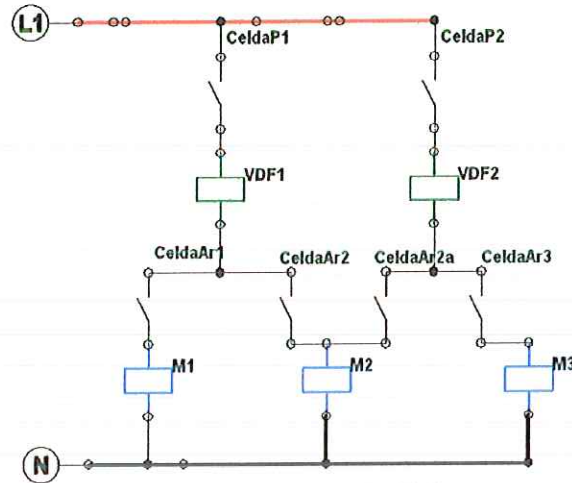 L1
CeldaP1
CeldaP2
VDF1
VDF2
CeldaAr1
CeldaAr2
CeldaAr2a
CeldaAr3
M1
M2
M3
N